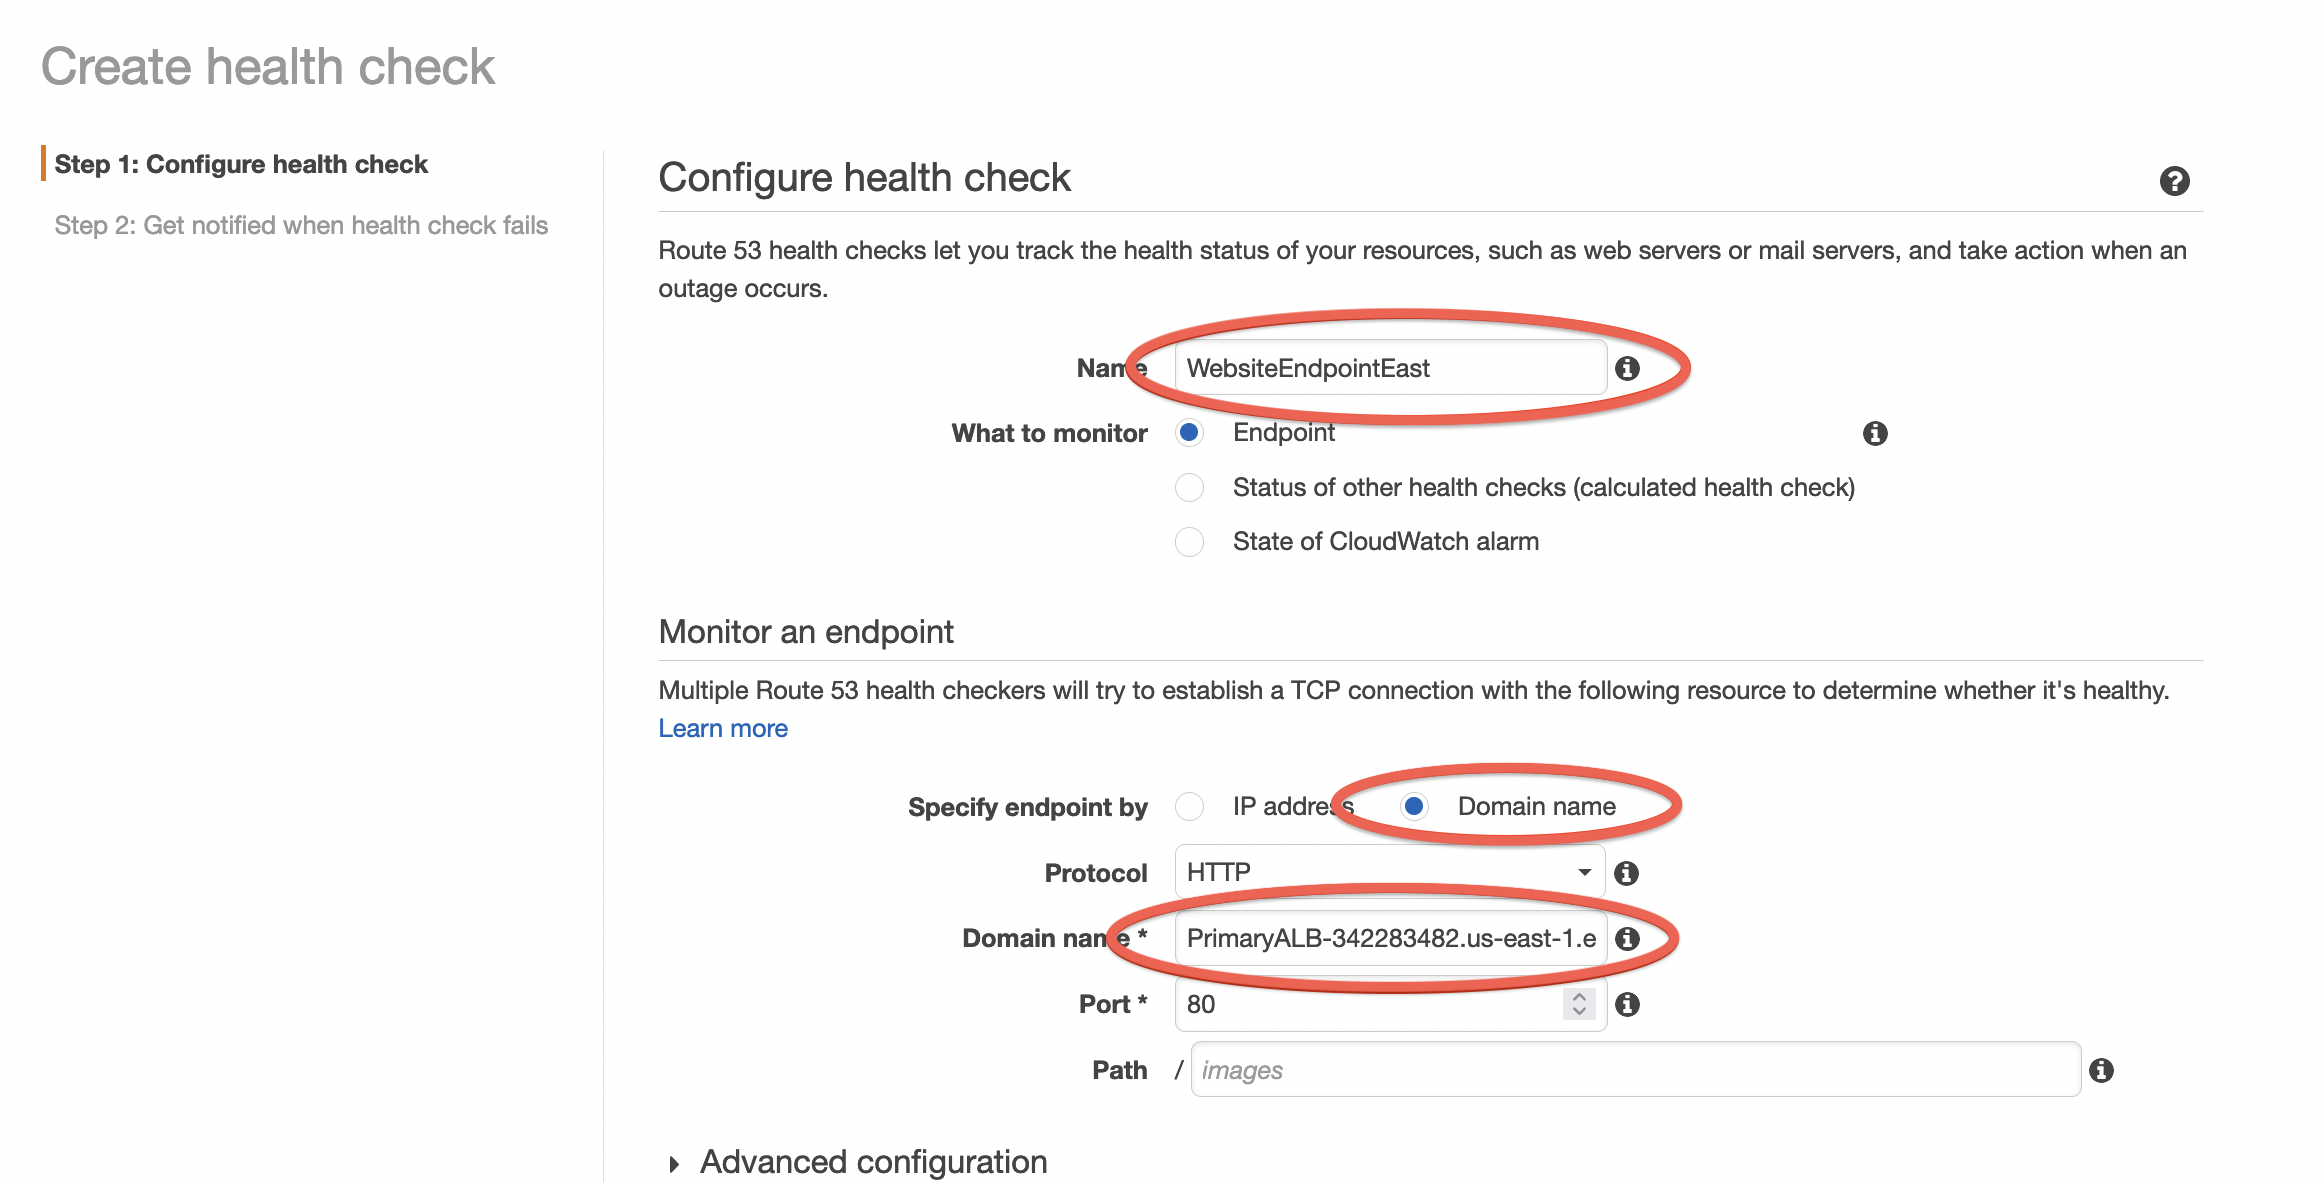 Create health check
Step 1: Configure health check
Step 2: Get notified when health check fails
Configure health check
Route 53 health checks let you track the health status of your resources, such as web servers or mail servers, and take action when an
outage occurs.
Name WebsiteEndpointEast
What to monitor Endpoint
Status of other health checks (calculated health check)
State of CloudWatch alarm
Monitor an endpoint
Multiple Route 53 health checkers will try to establish a TCP connection with the following resource to determine whether it's healthy.
Learn more
Specify endpoint by IP address Domain name
Protocol HTTP
Domain name * PrimaryALB-342283482.us-east-1.e
Port * 80
Path / images
Advanced configuration